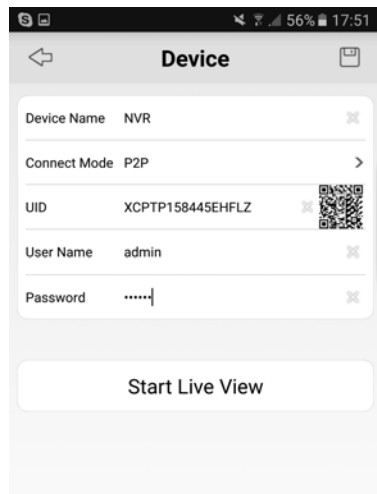 56% 17:51
Device
Device Name NVR
Connect Mode P2P
UID XCPTP158445EHFLZ
User Name admin
Password ······
Start Live View